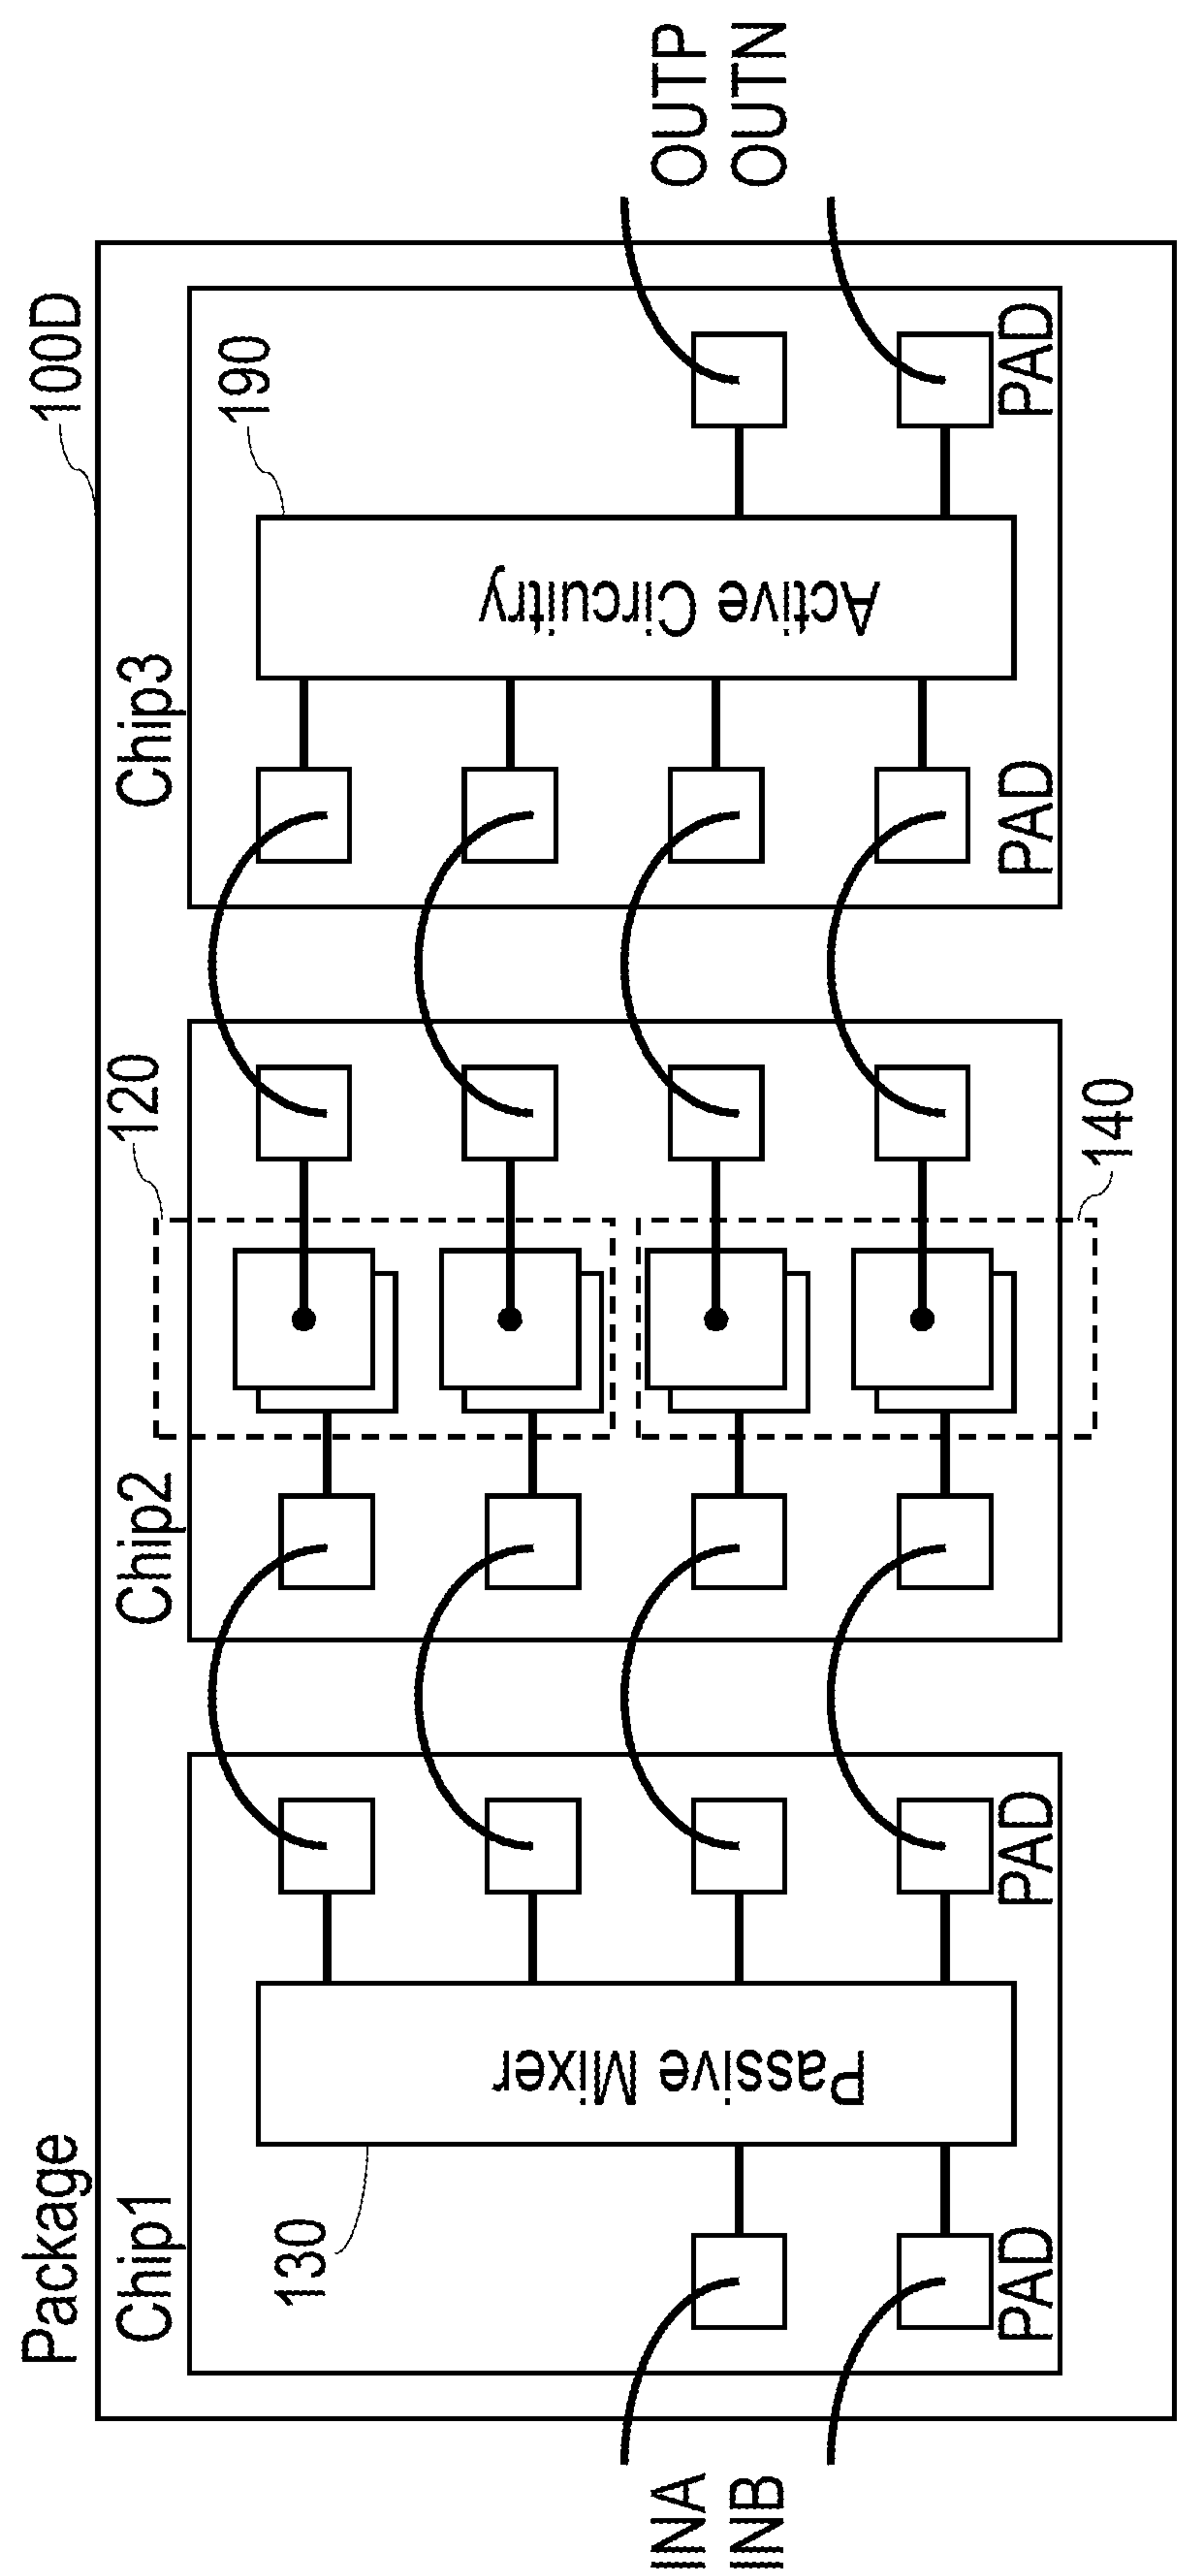 Package
100D
Chip1
Chip2
Chip3
120
190
130
Passive Mixer
Active Circuitry
140
INA
INB
OUTP
OUTN
PAD
PAD
PAD
PAD